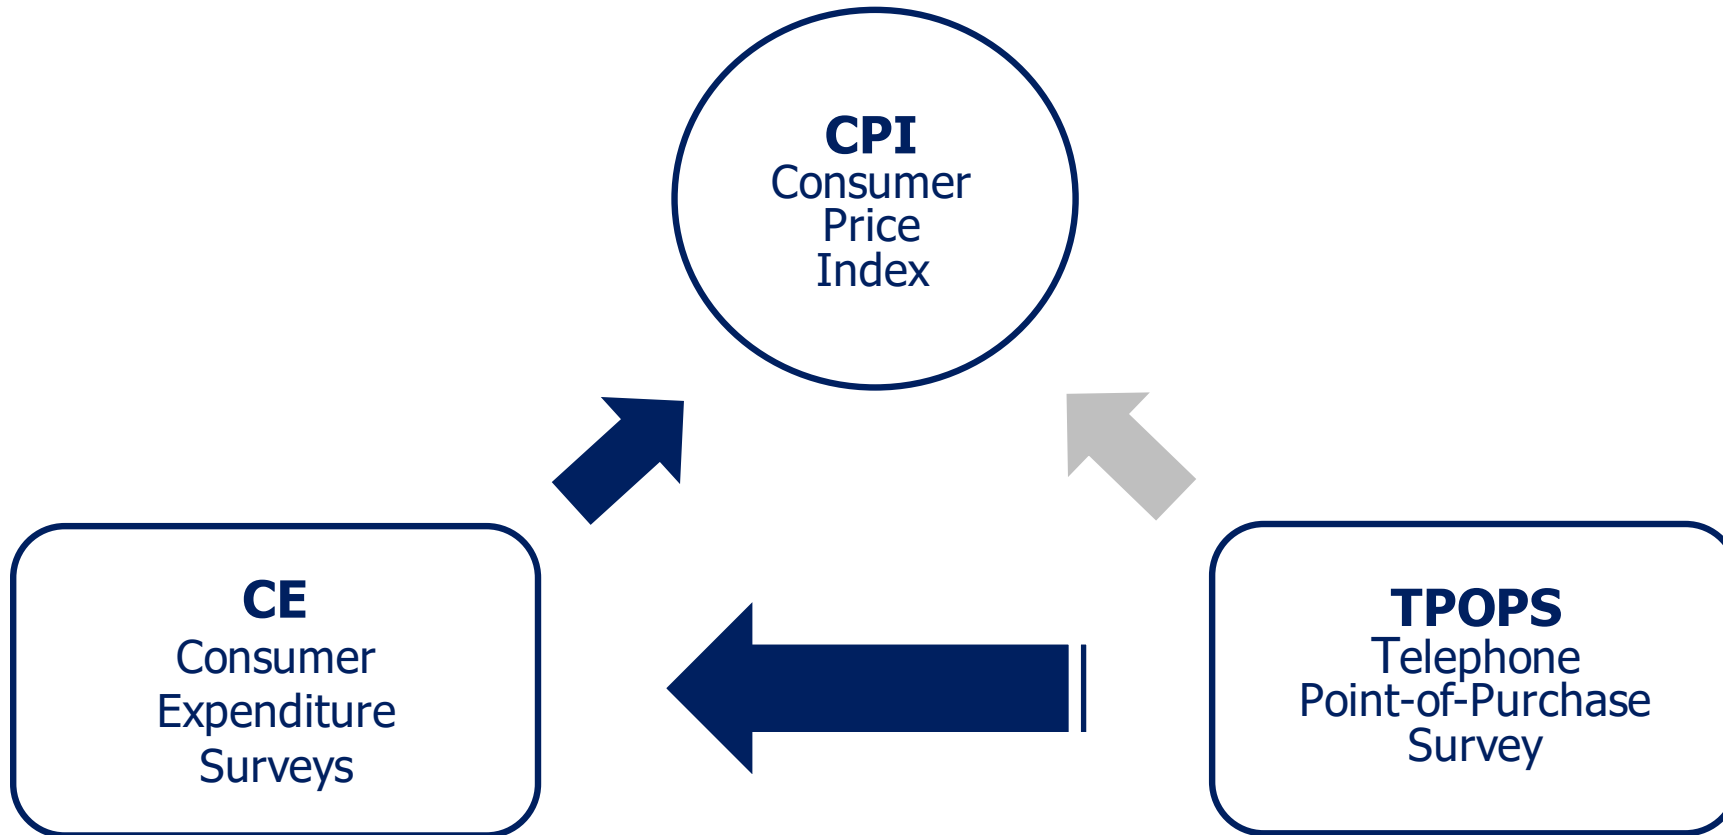 CPI
Consumer
Price
Index
CE
Consumer
Expenditure
Surveys
TPOPS
Telephone
Point-of-Purchase
Survey